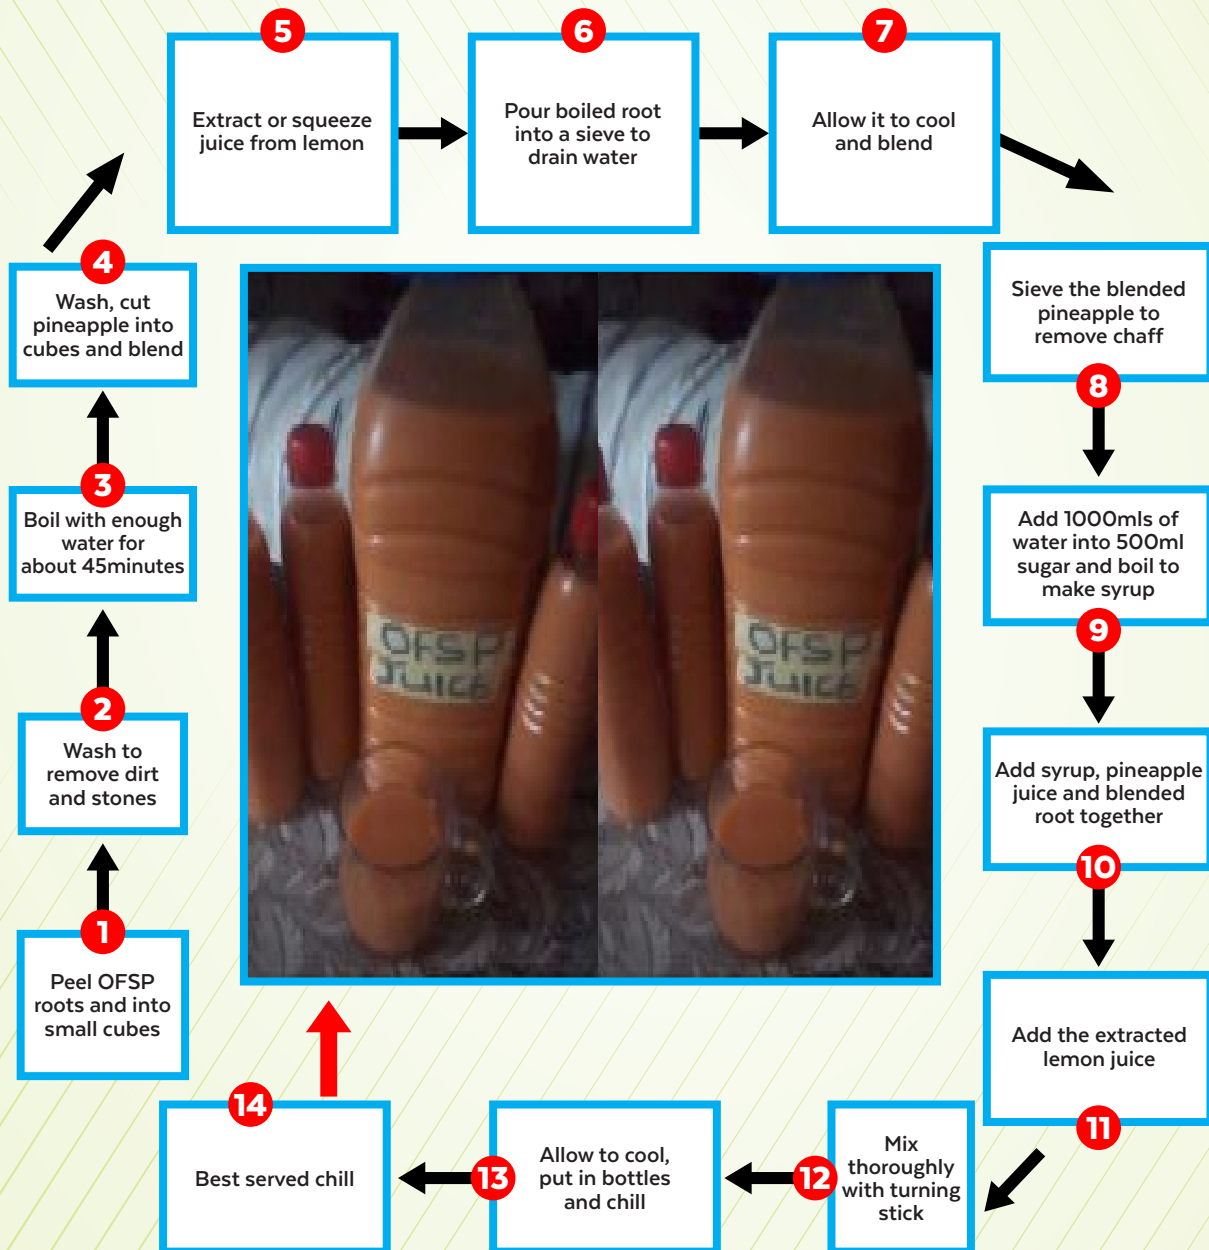 1
Peel OFSP
roots and into
small cubes
2
Wash to
remove dirt
and stones
3
Boil with enough
water for
about 45minutes
4
Wash, cut
pineapple into
cubes and blend
5
Extract or squeeze
juice from lemon
6
Pour boiled root
into a sieve to
drain water
7
Allow it to cool
and blend
Sieve the blended
pineapple to
remove chaff
8
Add 1000mls of
water into 500ml
sugar and boil to
make syrup
9
Add syrup, pineapple
juice and blended
root together
10
Add the extracted
lemon juice
11
Mix
thoroughly
with turning
stick
12
Allow to cool,
put in bottles
and chill
13
14
Best served chill
OFSP
JUICE
OFSP
JUICE